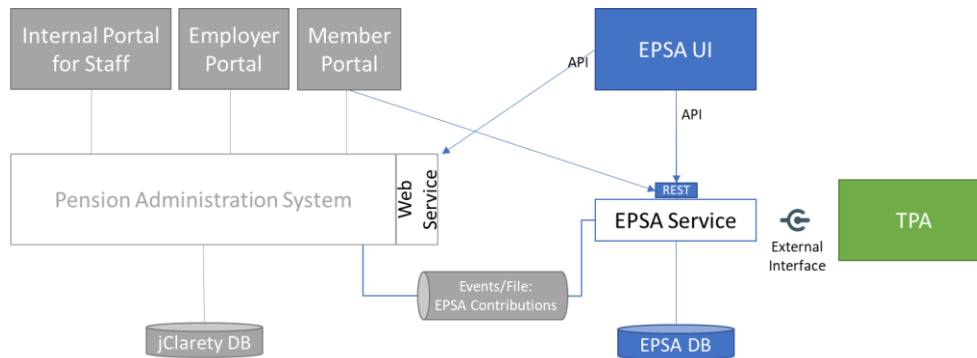 Internal Portal
for Staff
Employer
Portal
Member
Portal
EPSA UI
API
API
Pension Administration System
Web
Service
REST
EPSA Service
External
Interface
TPA
Events/File:
EPSA Contributions
jClarety DB
EPSA DB